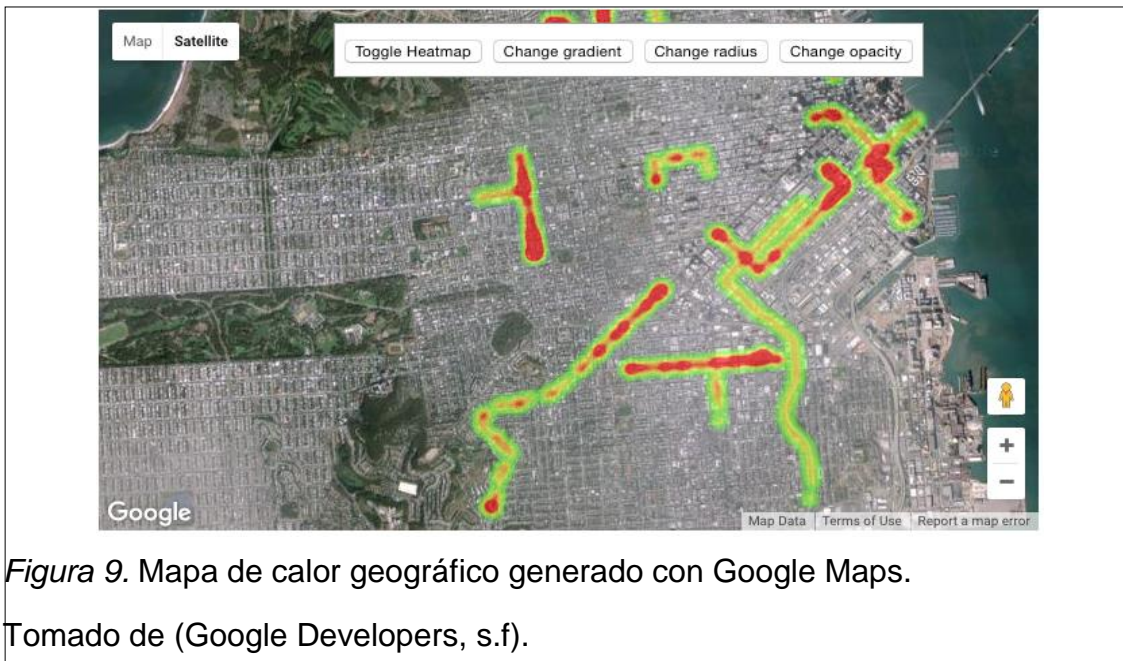 Map Satellite
Toggle Heatmap Change gradient Change radius Change opacity
Google
Map Data Terms of Use Report a map error
Figura 9. Mapa de calor geográfico generado con Google Maps.
Tomado de (Google Developers, s.f).